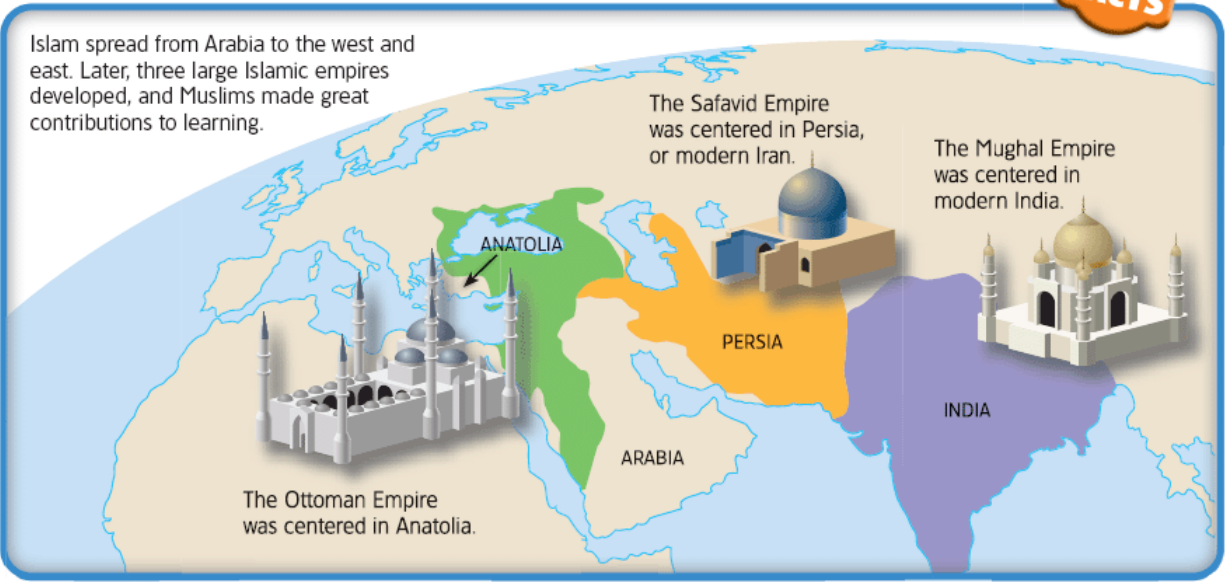 Islam spread from Arabia to the west and
east. Later, three large Islamic empires
developed, and Muslims made great
contributions to learning.
The Safavid Empire
was centered in Persia,
or modern Iran.
The Mughal Empire
was centered in
modern India.
ANATOLIA
PERSIA
INDIA
ARABIA
The Ottoman Empire
was centered in Anatolia.